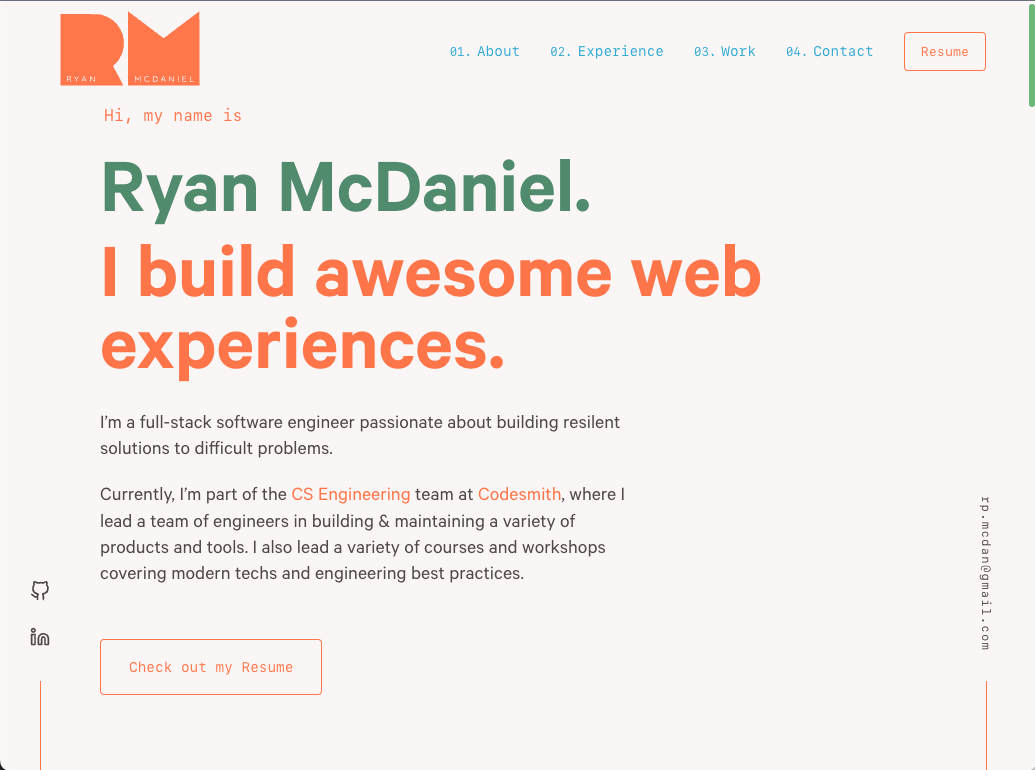 RYAN MCDANIEL
01. About 02. Experience 03. Work 04. Contact Resume
Hi, my name is
Ryan McDaniel.
I build awesome web
experiences.
I’m a full-stack software engineer passionate about building resilent
solutions to difficult problems.
Currently, I’m part of the CS Engineering team at Codesmith, where I
lead a team of engineers in building & maintaining a variety of
products and tools. I also lead a variety of courses and workshops
covering modern techs and engineering best practices.
Check out my Resume
rp.mcdan@gmail.com